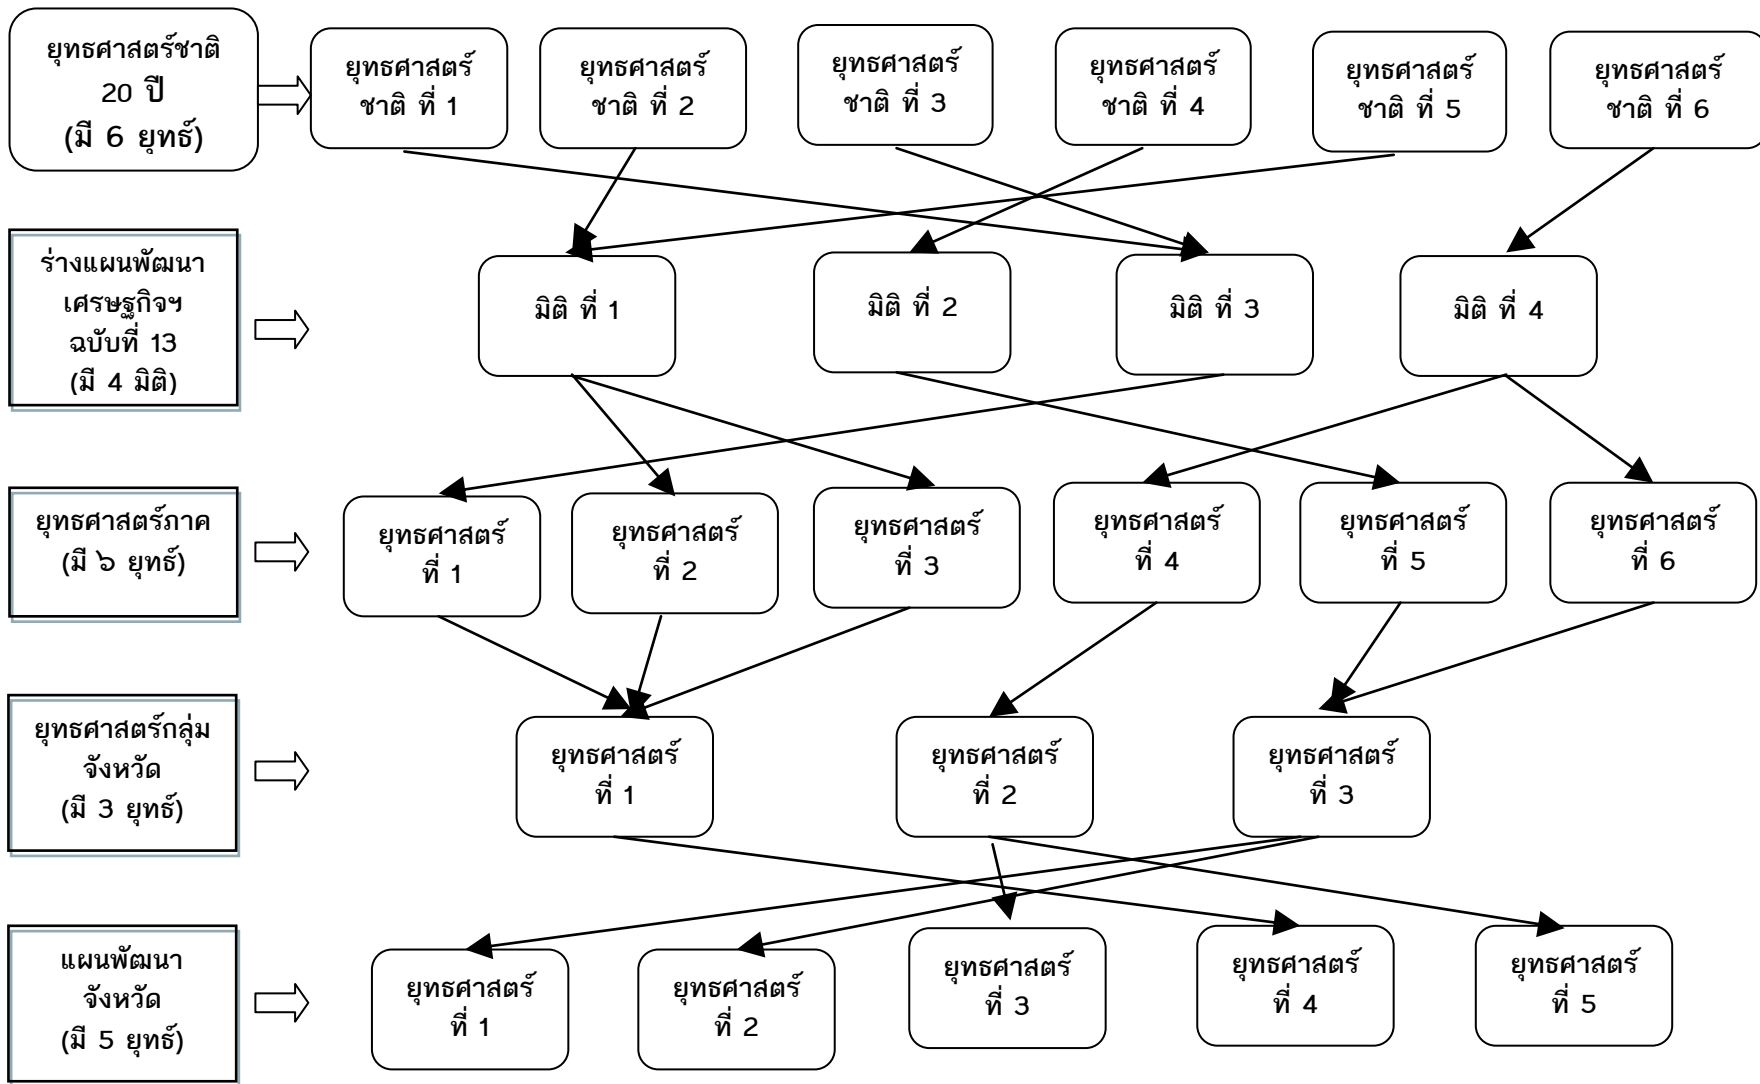 ยุทธศาสตร์ชาติ
20 ปี
(มี 6 ยุทธ์)
ยุทธศาสตร์
ชาติ ที่ 1
ยุทธศาสตร์
ชาติ ที่ 2
ยุทธศาสตร์
ชาติ ที่ 3
ยุทธศาสตร์
ชาติ ที่ 4
ยุทธศาสตร์
ชาติ ที่ 5
ยุทธศาสตร์
ชาติ ที่ 6
ร่างแผนพัฒนา
เศรษฐกิจฯ
ฉบับที่ 13
(มี 4 มิติ)
มิติ ที่ 1
มิติ ที่ 2
มิติ ที่ 3
มิติ ที่ 4
ยุทธศาสตร์ภาค
(มี ๖ ยุทธ์)
ยุทธศาสตร์
ที่ 1
ยุทธศาสตร์
ที่ 2
ยุทธศาสตร์
ที่ 3
ยุทธศาสตร์
ที่ 4
ยุทธศาสตร์
ที่ 5
ยุทธศาสตร์
ที่ 6
ยุทธศาสตร์กลุ่ม
จังหวัด
(มี 3 ยุทธ์)
ยุทธศาสตร์
ที่ 1
ยุทธศาสตร์
ที่ 2
ยุทธศาสตร์
ที่ 3
แผนพัฒนา
จังหวัด
(มี 5 ยุทธ์)
ยุทธศาสตร์
ที่ 1
ยุทธศาสตร์
ที่ 2
ยุทธศาสตร์
ที่ 3
ยุทธศาสตร์
ที่ 4
ยุทธศาสตร์
ที่ 5